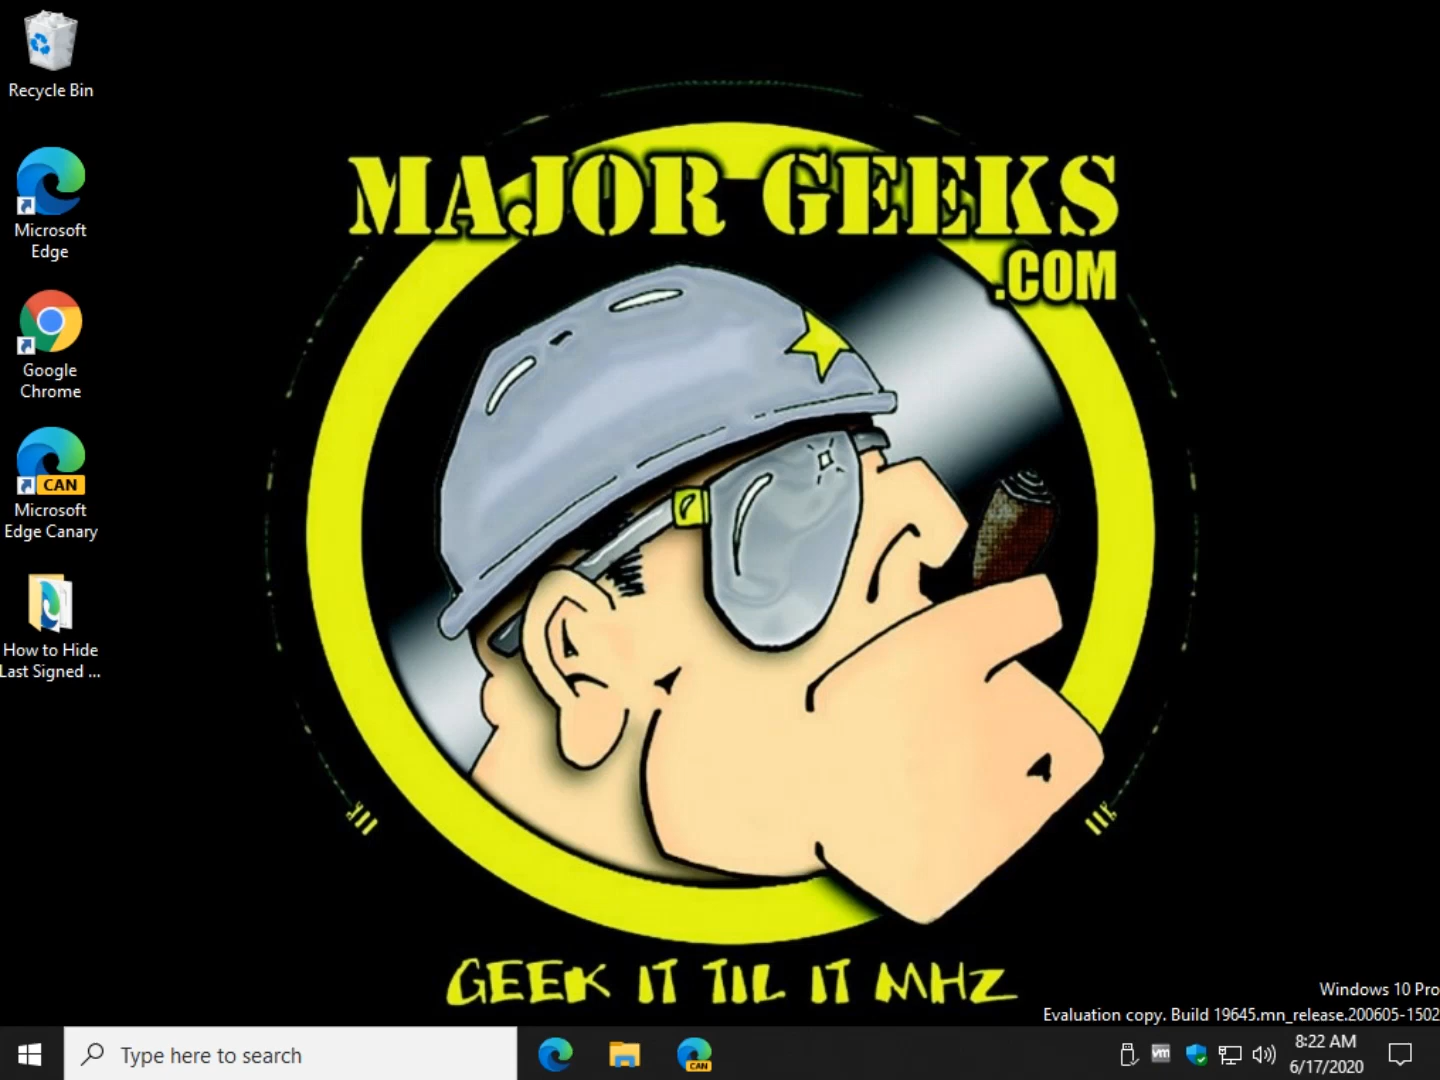 Recycle Bin
Microsoft
Edge
Google
Chrome
CAN
Microsoft
Edge Canary
How to Hide
Last Signed ...
MAJOR GEEKS
.COM
GEEK IT TIL IT MHZ
Windows 10 Pro
Evaluation copy. Build 19645.mn_release.200605-1502
Type here to search
CAN
vm
8:22 AM
6/17/2020